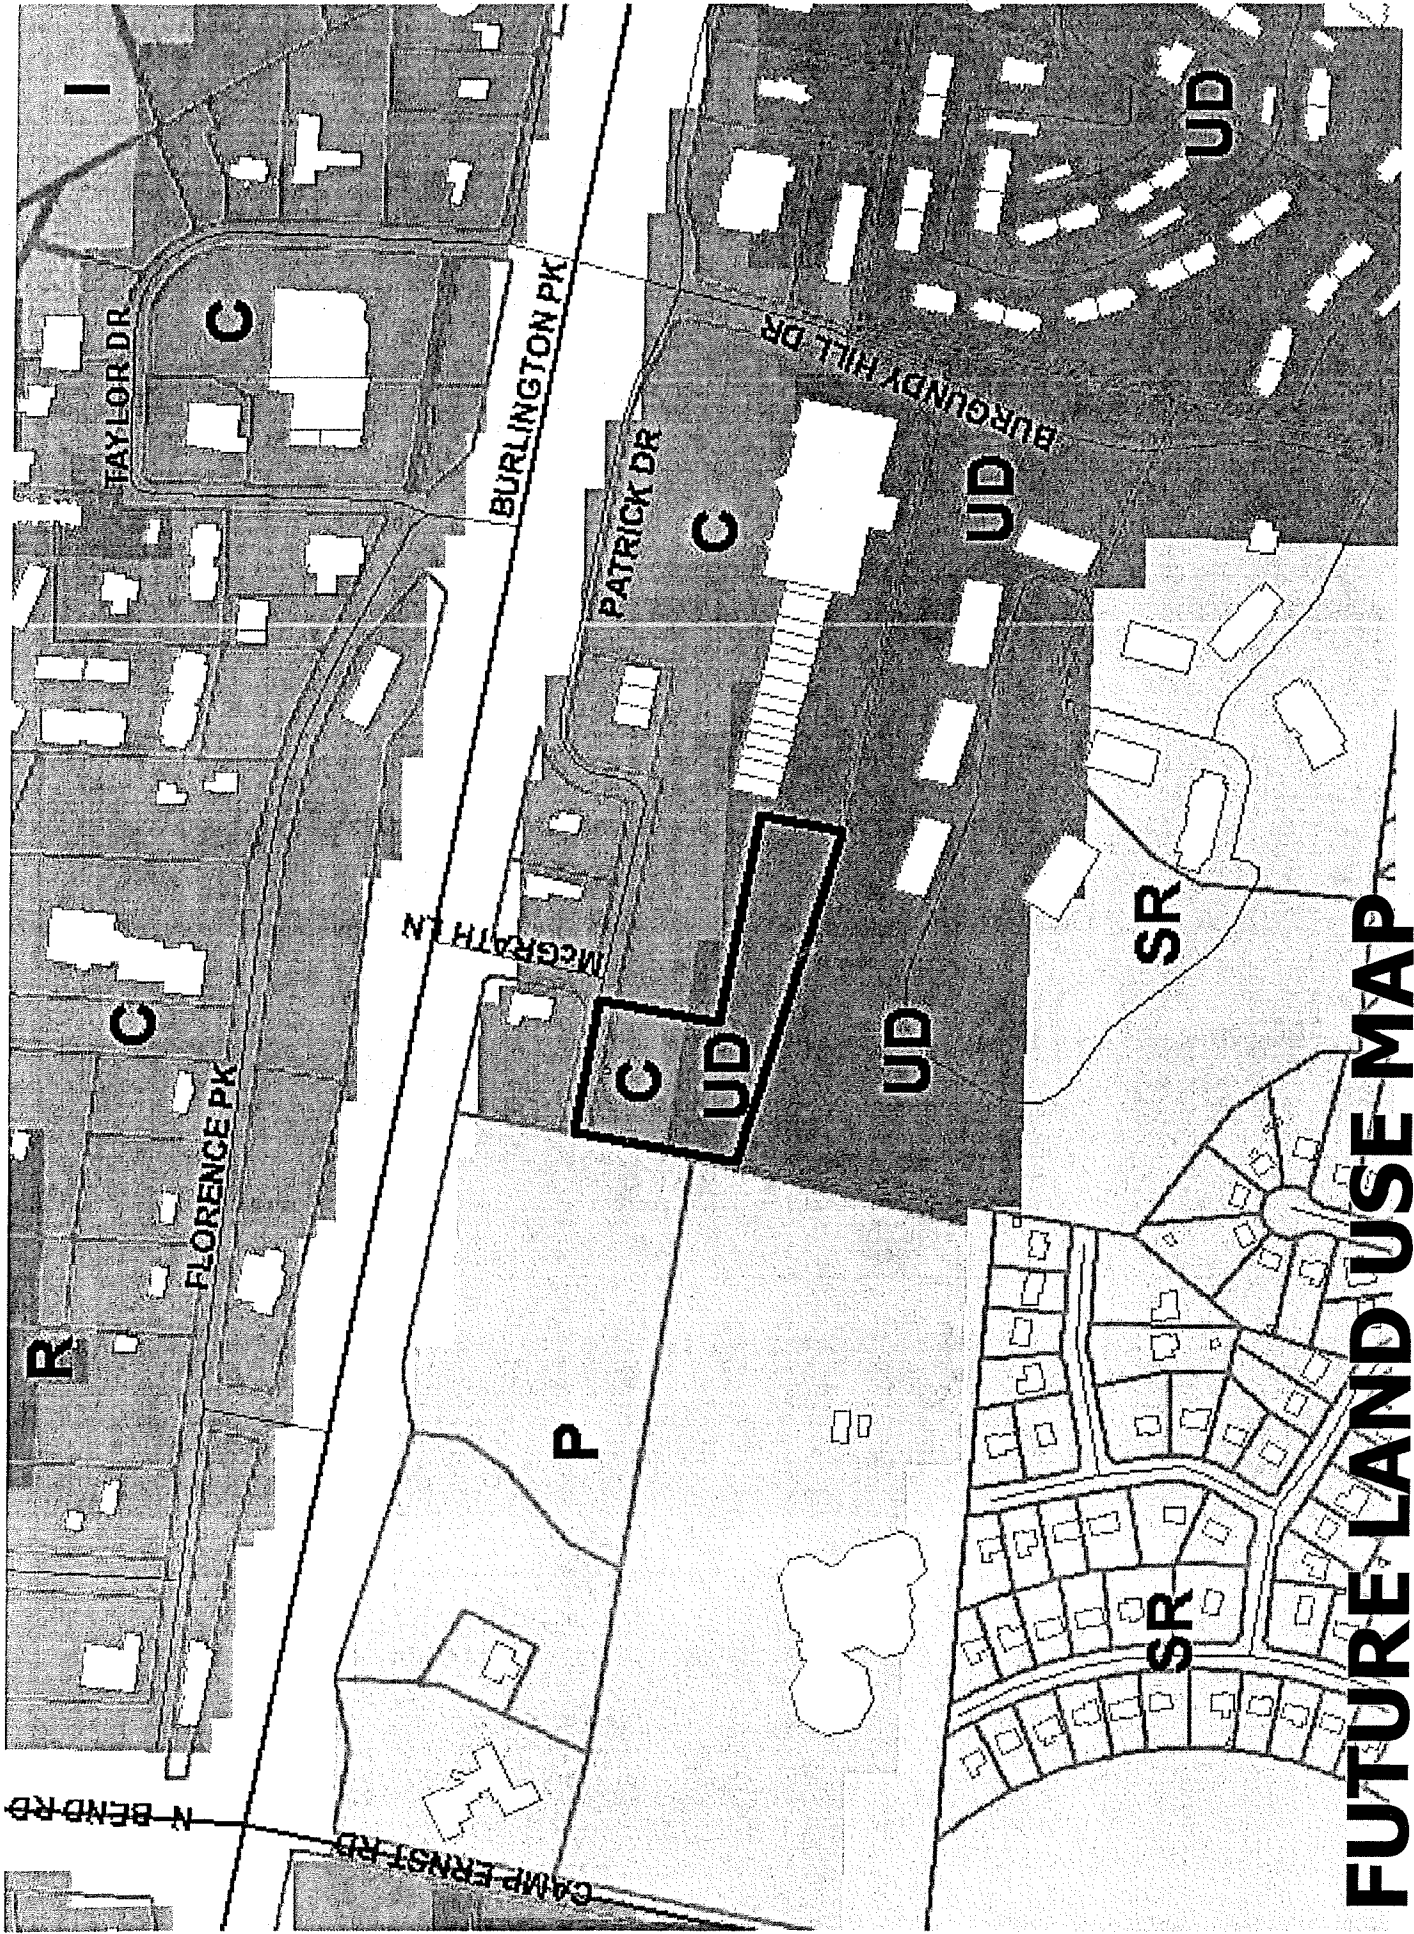 I
R
TAYLOR DR
N BEND RD
C
C
FLORENCE PK
BURLINGTON PK
McGRATH LN
CAMP ERNST RD
PATRICK DR
P
C
C
UD
BURGUNDY HILL DR
UD
UD
UD
SR
SR
FUTURE LAND USE MAP